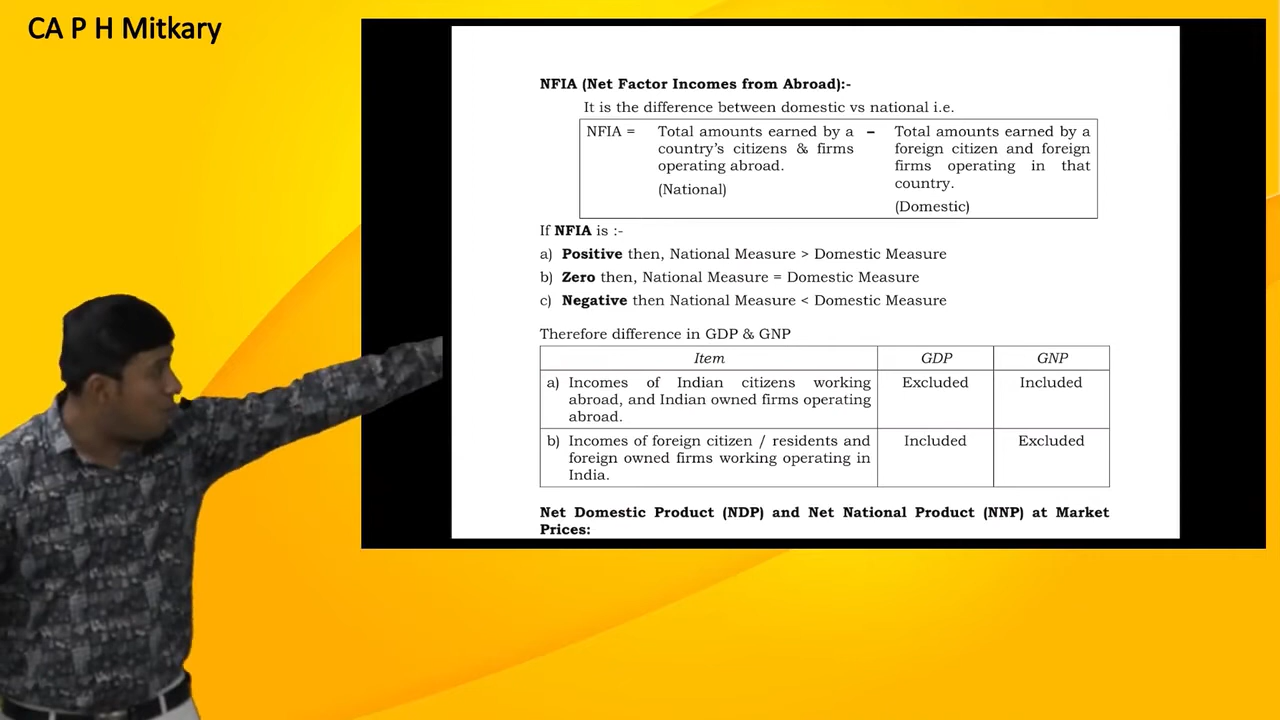 CA P H Mitkary
NFIA (Net Factor Incomes from Abroad):-
It is the difference between domestic vs national i.e.
NFIA = Total amounts earned by a – Total amounts earned by a
country's citizens & firms foreign citizen and foreign
operating abroad. firms operating in that
country.
(National)
(Domestic)
If NFIA is :-
a) Positive then, National Measure > Domestic Measure
b) Zero then, National Measure = Domestic Measure
c) Negative then National Measure < Domestic Measure
Therefore difference in GDP & GNP
Item GDP GNP
a) Incomes of Indian citizens working Excluded Included
abroad, and Indian owned firms operating
abroad.
b) Incomes of foreign citizen / residents and Included Excluded
foreign owned firms working operating in
India.
Net Domestic Product (NDP) and Net National Product (NNP) at Market
Prices: